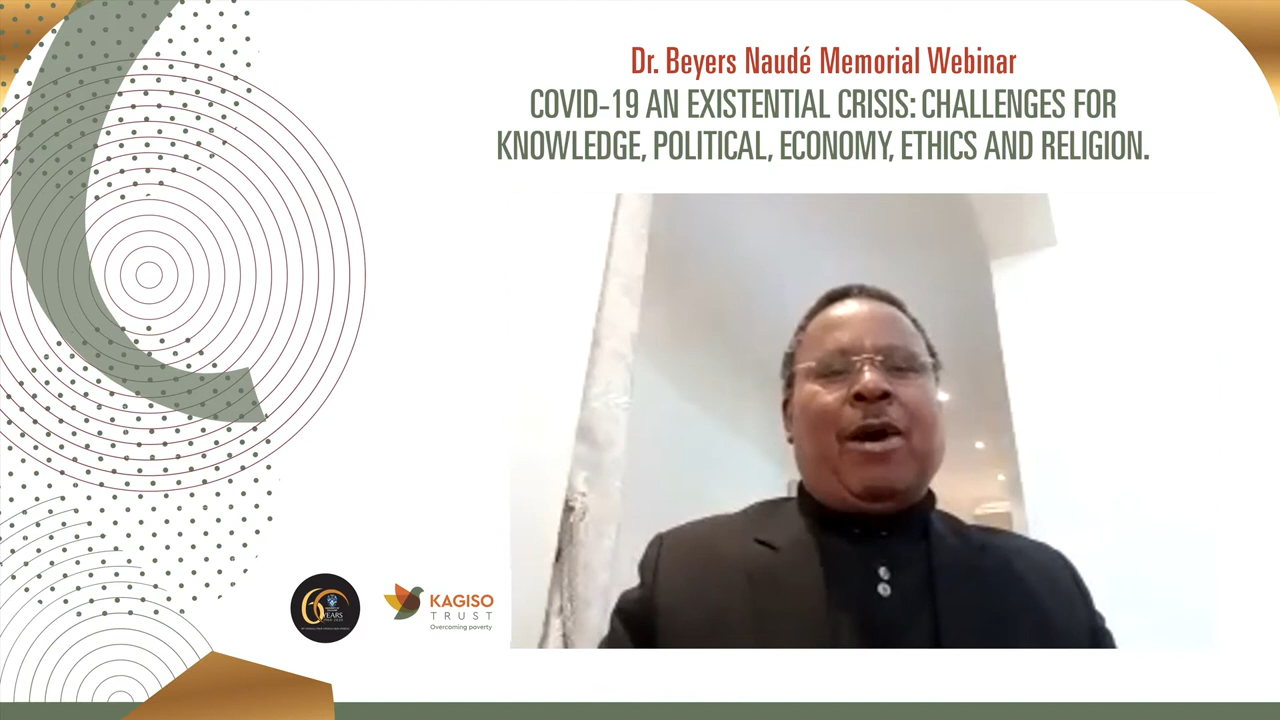 Dr. Beyers Naudé Memorial Webinar
COVID-19 AN EXISTENTIAL CRISIS: CHALLENGES FOR
KNOWLEDGE, POLITICAL, ECONOMY, ETHICS AND RELIGION.
YEARS
KAGISO
TRUST
Overcoming poverty